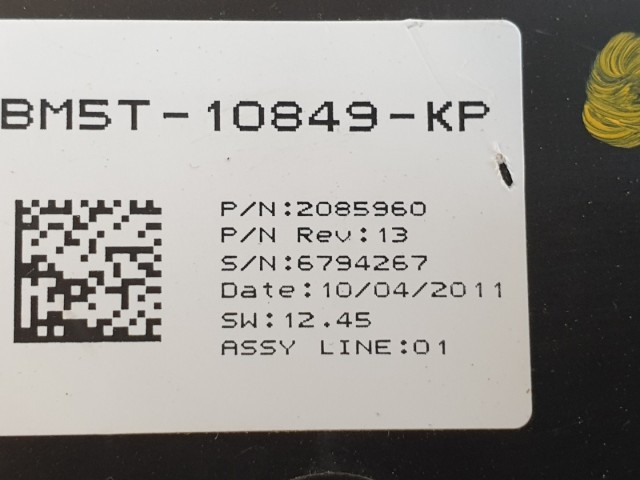 BM5T-10849-KP
P/N:2085960
P/N Rev:13
S/N:6794267
Date:10/04/2011
SW:12.45
ASSY LINE:01